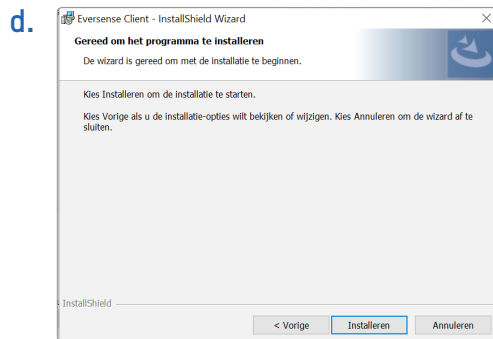 d.
Eversense Client - InstallShield Wizard
Gereed om het programma te installeren
De wizard is gereed om met de installatie te beginnen.
Kies Installeren om de installatie te starten.
Kies Vorige als u de installatie-opties wilt bekijken of wijzigen. Kies Annuleren om de wizard af te
sluiten.
InstallShield
< Vorige Installeren Annuleren